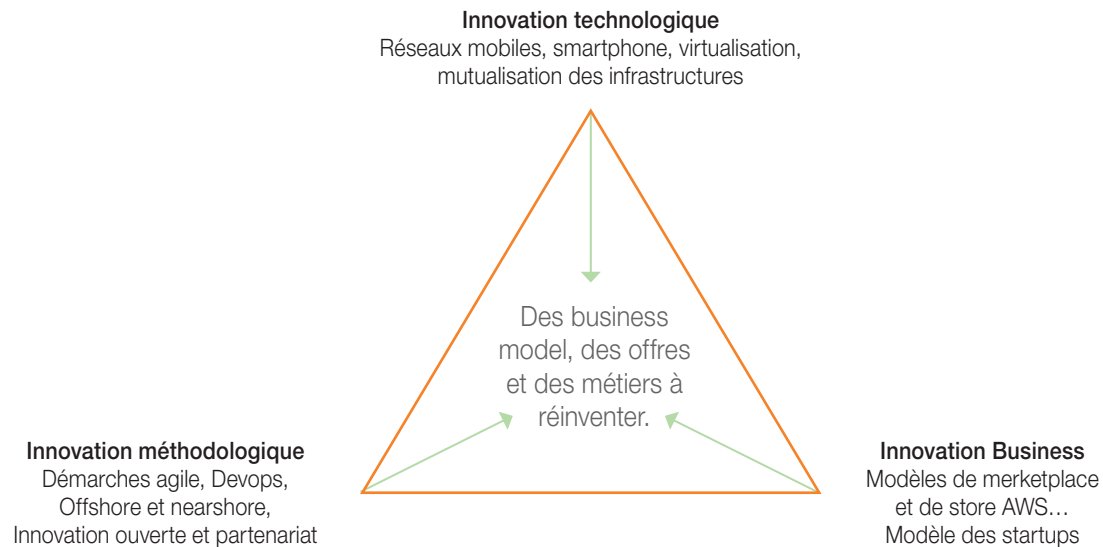 Innovation technologique
Réseaux mobiles, smartphone, virtualisation,
mutualisation des infrastructures
Des business
model, des offres
et des métiers à
réinventer.
Innovation méthodologique
Démarches agile, Devops,
Offshore et nearshore,
Innovation ouverte et partenariat
Innovation Business
Modèles de merketplace
et de store AWS…
Modèle des startups